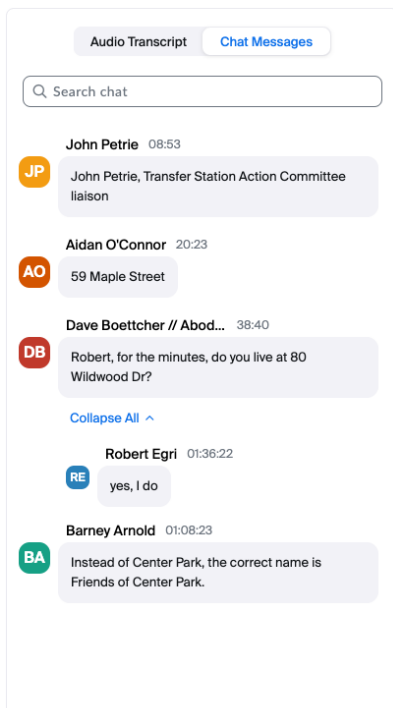 Audio Transcript Chat Messages
Search chat
John Petrie 08:53
JP
John Petrie, Transfer Station Action Committee
liaison
Aidan O'Connor 20:23
AO
59 Maple Street
Dave Boettcher // Abod... 38:40
DB
Robert, for the minutes, do you live at 80
Wildwood Dr?
Collapse All
Robert Egri 01:36:22
RE
yes, I do
Barney Arnold 01:08:23
BA
Instead of Center Park, the correct name is
Friends of Center Park.